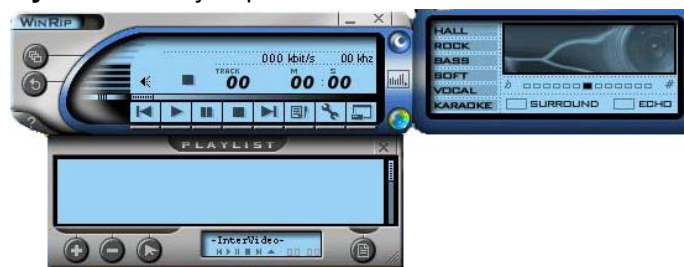 WinRip
000 kbit/s 00 khz
TRACK M S
00 00:00
HALL
ROCK
BASS
SOFT
VOCAL
KARAOKE
b #
SURROUND ECHO
?
PLAYLIST
-InterVideo-